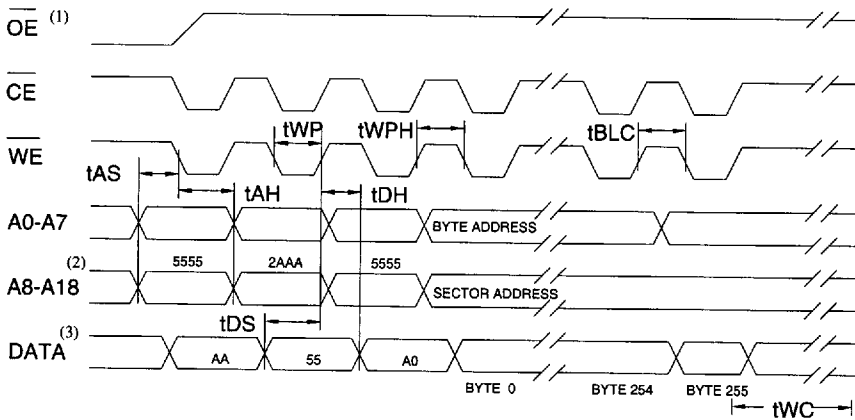 OE (1)
CE
tWP tWPH tBLC
WE
tAS tAH tDH
A0-A7 BYTE ADDRESS
(2) 5555 2AAA 5555
A8-A18 SECTOR ADDRESS
tDS
DATA (3) AA 55 A0
BYTE 0 BYTE 254 BYTE 255
tWC